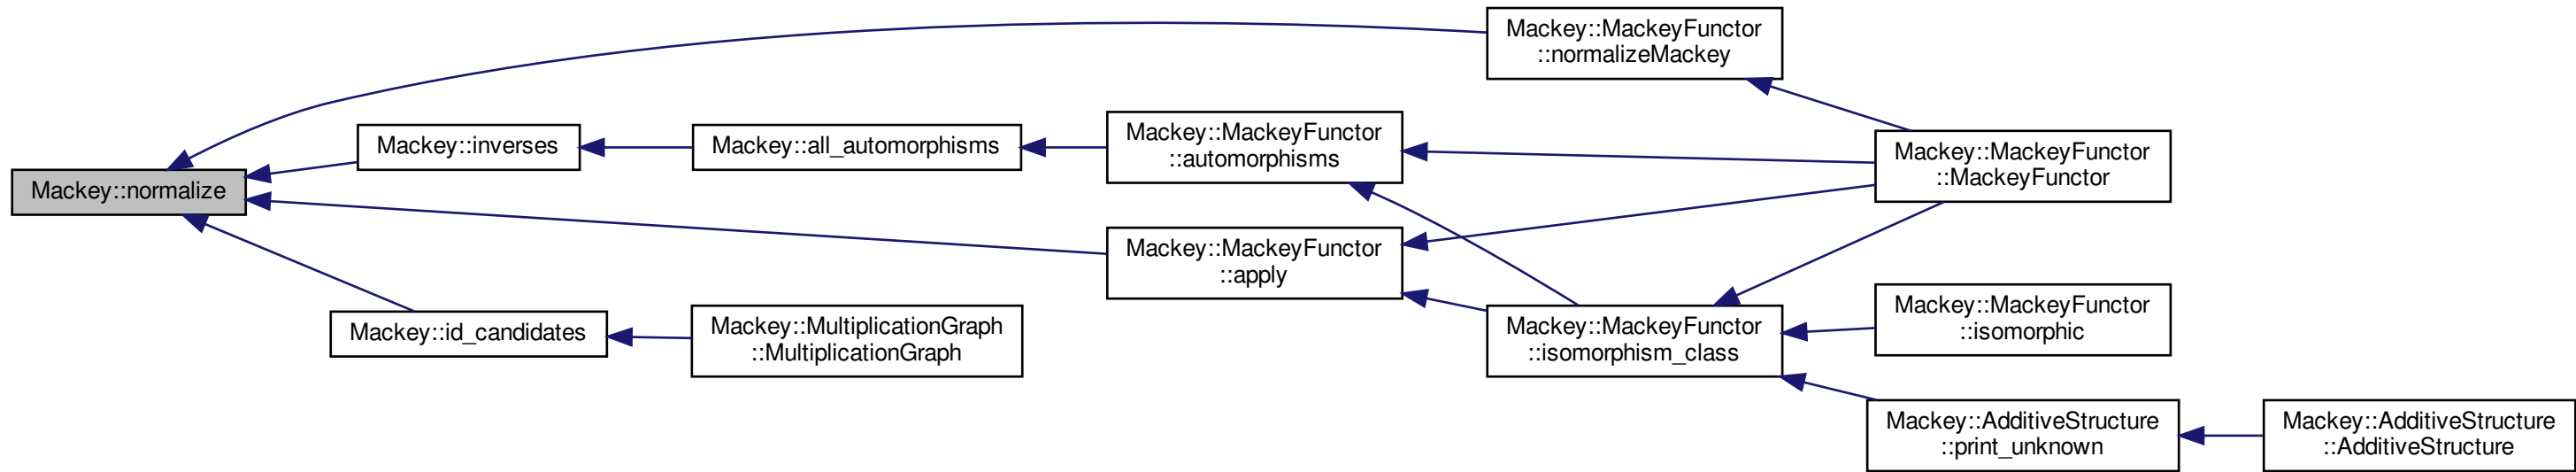 Mackey::normalize
Mackey::MackeyFunctor
::normalizeMackey
Mackey::inverses
Mackey::all_automorphisms
Mackey::MackeyFunctor
::automorphisms
Mackey::MackeyFunctor
::MackeyFunctor
Mackey::MackeyFunctor
::apply
Mackey::id_candidates
Mackey::MultiplicationGraph
::MultiplicationGraph
Mackey::MackeyFunctor
::isomorphism_class
Mackey::MackeyFunctor
::isomorphic
Mackey::AdditiveStructure
::print_unknown
Mackey::AdditiveStructure
::AdditiveStructure